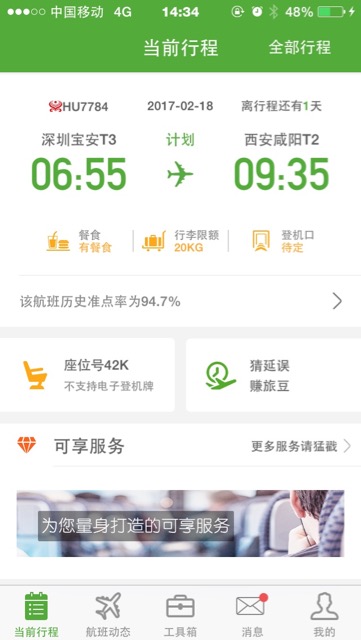 中国移动 4G 14:34 48%
当前行程 全部行程
HU7784 2017-02-18 离行程还有1天
深圳宝安T3 计划 西安咸阳T2
06:55 09:35
餐食 行李限额 登机口
有餐食 20KG 待定
该航班历史准点率为94.7%
座位号42K 猜延误
不支持电子登机牌 赚旅豆
可享服务 更多服务请猛戳
为您量身打造的可享服务
当前行程 航班动态 工具箱 消息 我的